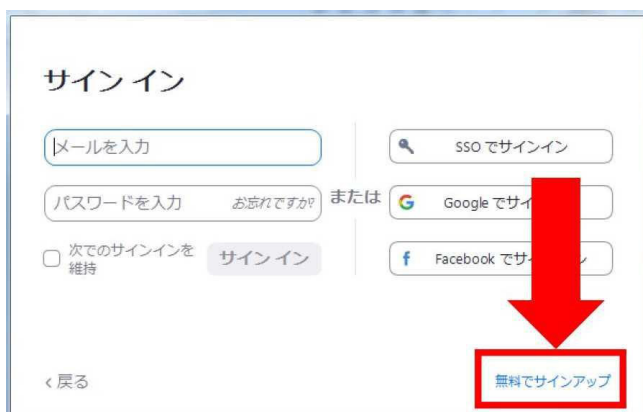 サイン イン
メールを入力
パスワードを入力 お忘れですか?
次でのサインインを
維持
サイン イン
または
SSO でサインイン
Google でサイ
Facebook でサ
‹ 戻る
無料でサインアップ